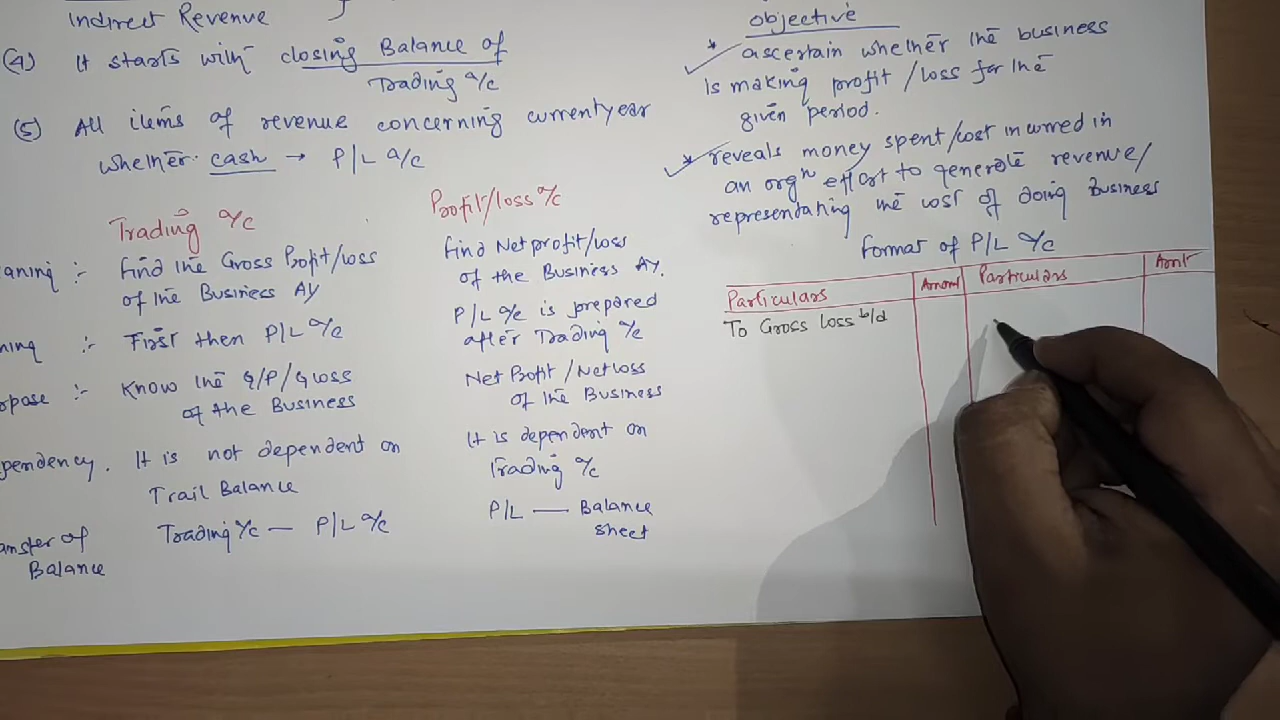 Indirect Revenue
(4) It starts with closing Balance of
Trading a/c
(5) All items of revenue concerning currentyear
whether cash → P/L a/c
Trading a/c
Profit/loss a/c
aning :- find the Gross Profit/loss
of the Business AY
ning :- First then P/L a/c
rpose :- Know the G/P/G loss
of the Business
pendency. It is not dependent on
Trail Balance
anster of
Balance
Trading a/c — P/L a/c
find Net profit/loss
of the Business AY.
P/L a/c is prepared
after Trading a/c
Net Profit / Net loss
of the Business
It is dependent on
Trading a/c
P/L — Balance
sheet
objective
* ascertain whether the business
is making profit /loss for the
given period.
* reveals money spent/cost incurred in
an orgn effort to generate revenue/
representating the cost of doing Business
format of P/L a/c
Particulars Amont Particulars Amt
To Gross loss b/d